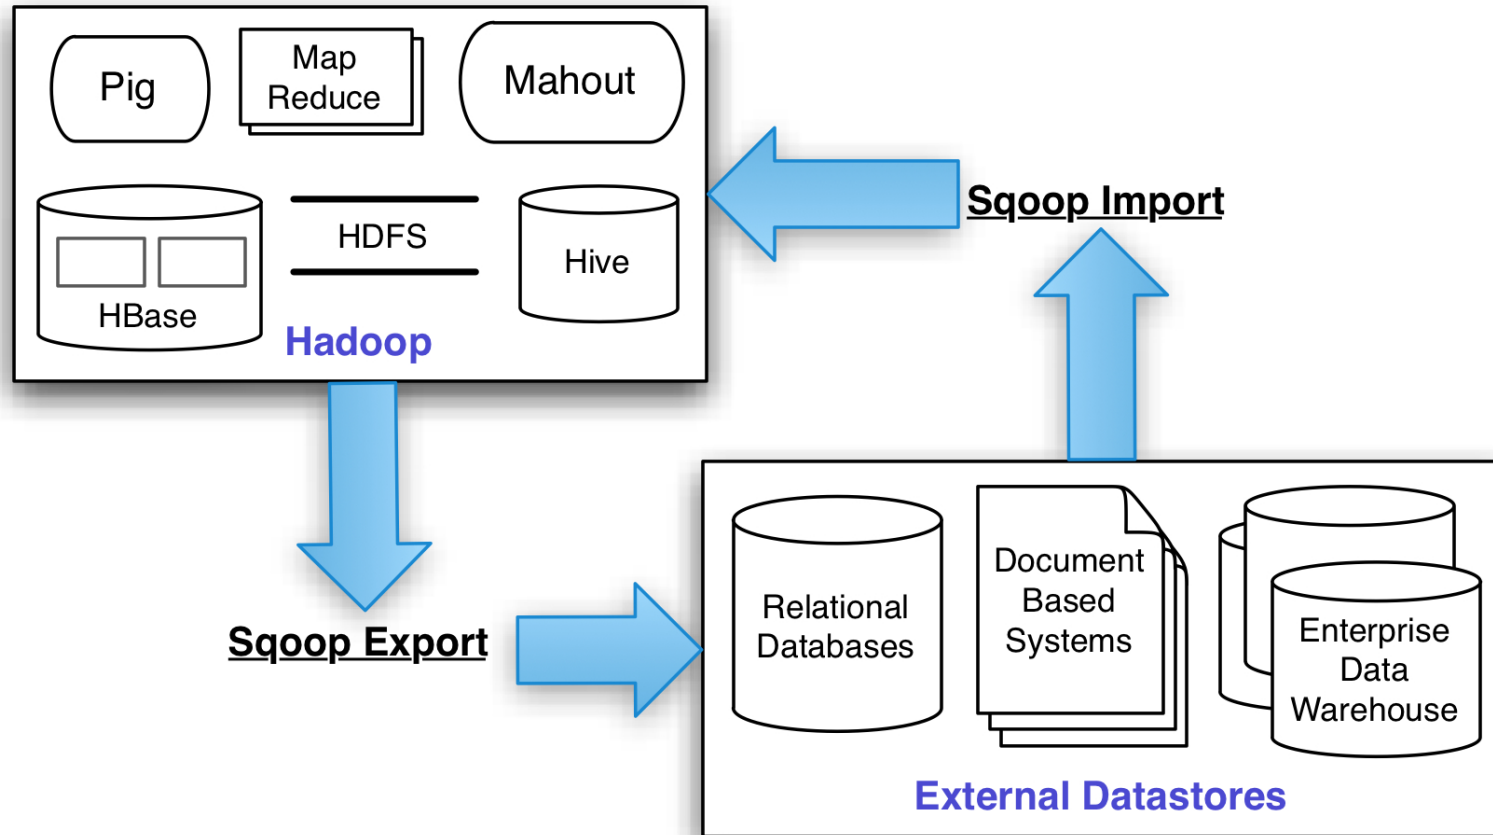 Pig
Map
Reduce
Mahout
HBase
HDFS
Hive
Hadoop
Sqoop Import
Sqoop Export
Relational
Databases
Document
Based
Systems
Enterprise
Data
Warehouse
External Datastores